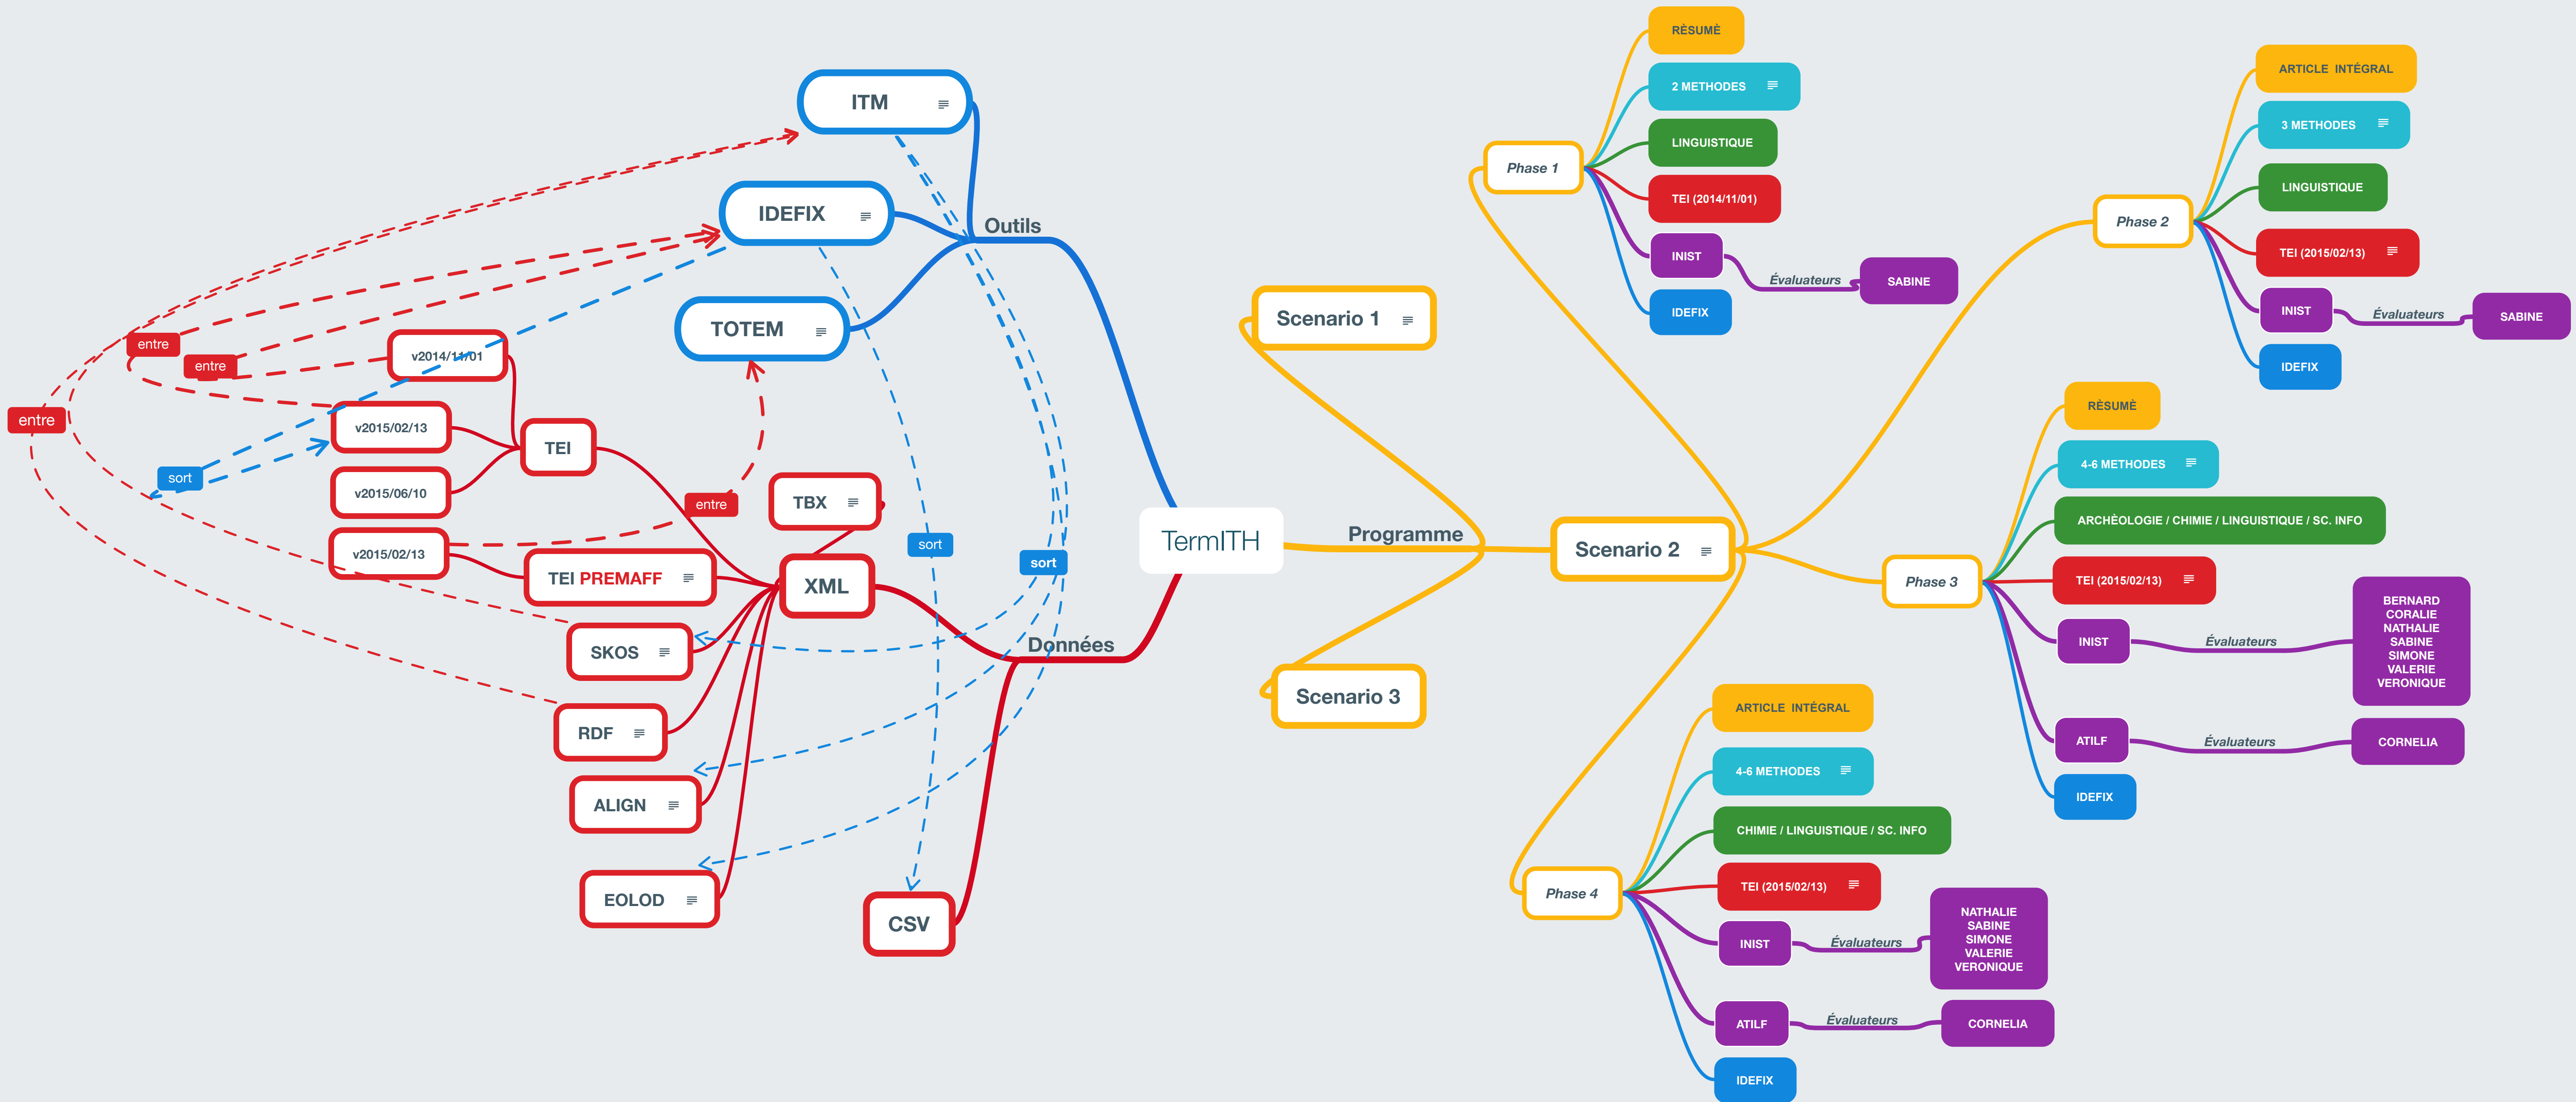 TermITH
Outils
ITM
IDEFIX
TOTEM
Données
XML
TEI
v2014/11/01
v2015/02/13
v2015/06/10
TBX
TEI PREMAFF
v2015/02/13
SKOS
RDF
ALIGN
EOLOD
CSV
entre
entre
entre
entre
sort
sort
sort
Programme
Scenario 1
Scenario 2
Scenario 3
Phase 1
RÈSUMÈ
2 METHODES
LINGUISTIQUE
TEI (2014/11/01)
INIST
Évaluateurs
SABINE
IDEFIX
Phase 2
ARTICLE INTÉGRAL
3 METHODES
LINGUISTIQUE
TEI (2015/02/13)
INIST
Évaluateurs
SABINE
IDEFIX
Phase 3
RÈSUMÈ
4-6 METHODES
ARCHÈOLOGIE / CHIMIE / LINGUISTIQUE / SC. INFO
TEI (2015/02/13)
INIST
Évaluateurs
BERNARD
CORALIE
NATHALIE
SABINE
SIMONE
VALERIE
VERONIQUE
ATILF
Évaluateurs
CORNELIA
IDEFIX
Phase 4
ARTICLE INTÉGRAL
4-6 METHODES
CHIMIE / LINGUISTIQUE / SC. INFO
TEI (2015/02/13)
INIST
Évaluateurs
NATHALIE
SABINE
SIMONE
VALERIE
VERONIQUE
ATILF
Évaluateurs
CORNELIA
IDEFIX